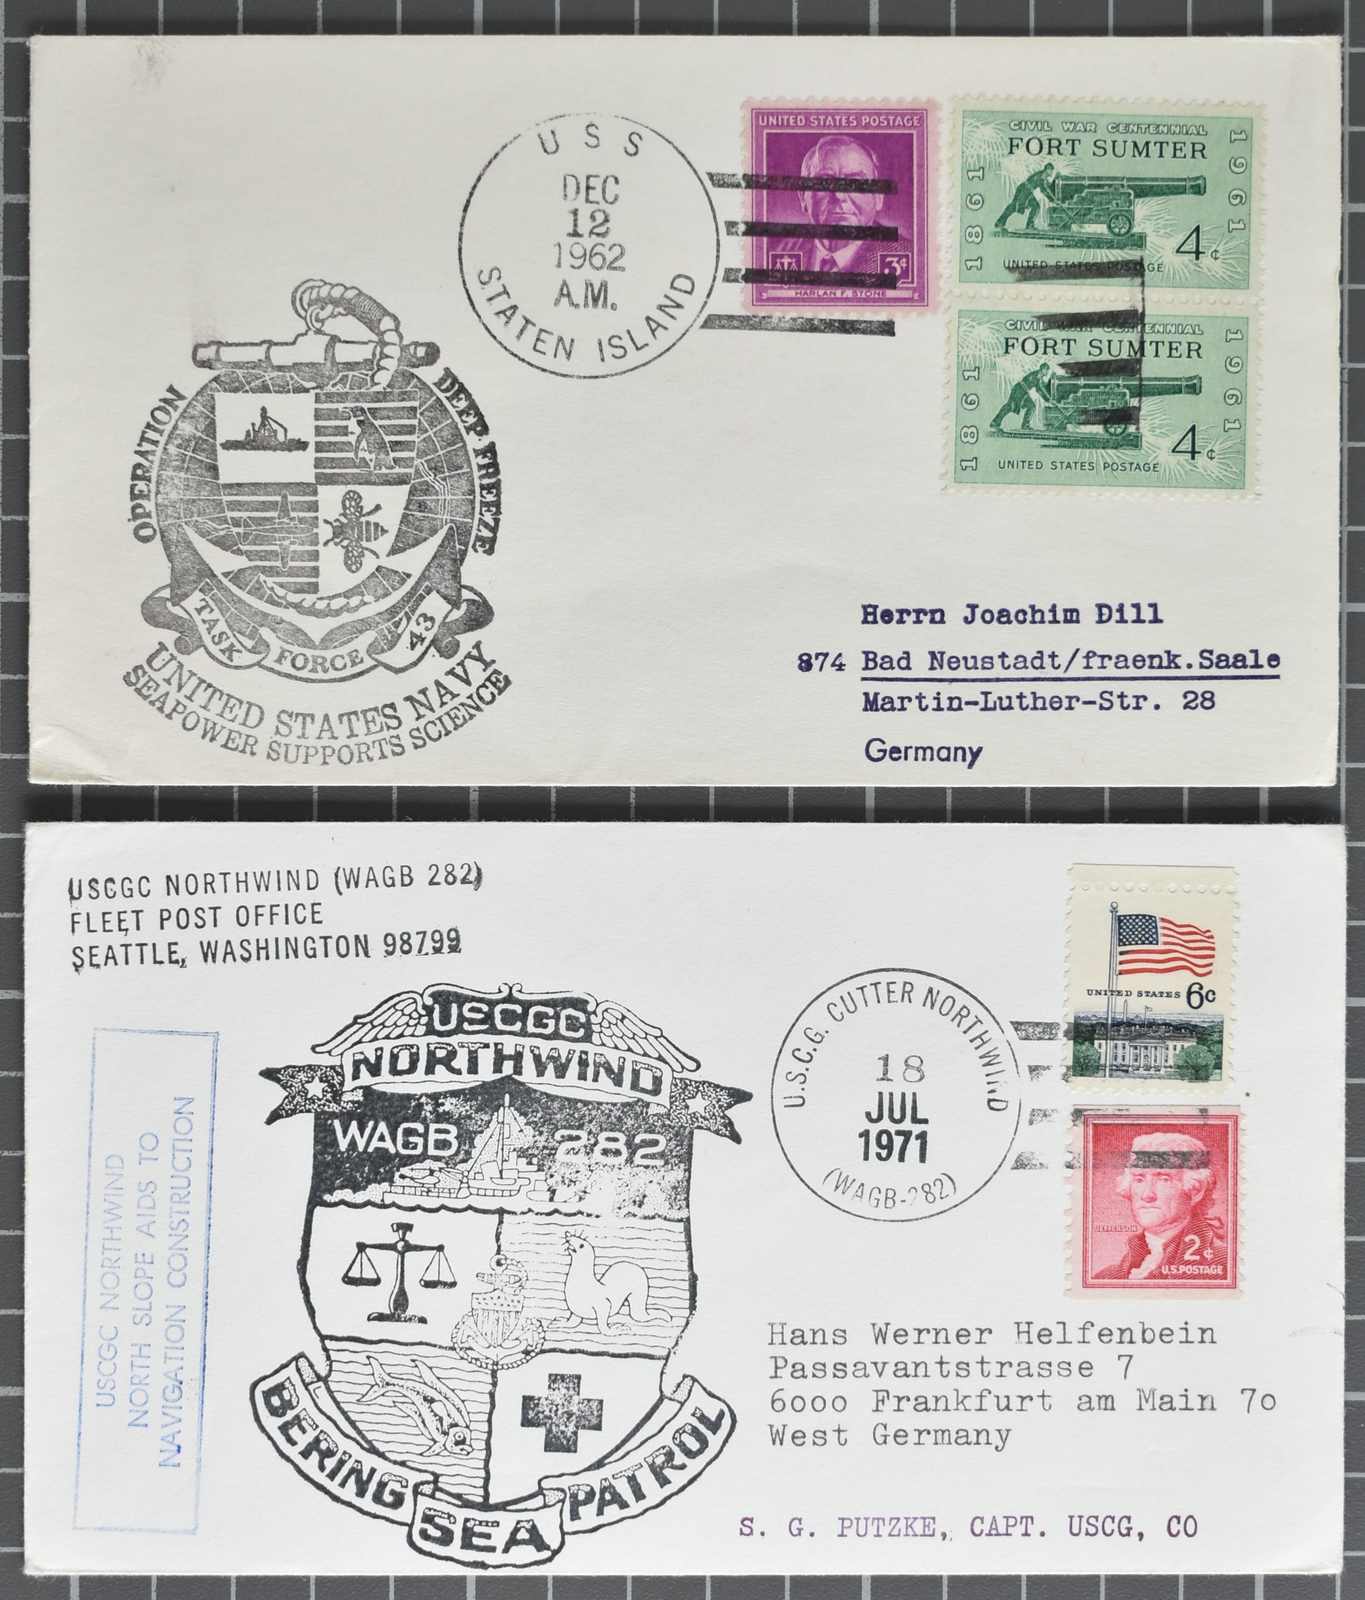 USS
DEC
12
1962
A.M.
STATEN ISLAND
UNITED STATES POSTAGE
3¢
HARLAN F. STONE
CIVIL WAR CENTENNIAL
FORT SUMTER
1861
1961
4¢
UNITED STATES POSTAGE
CIVIL WAR CENTENNIAL
FORT SUMTER
1861
1961
4¢
UNITED STATES POSTAGE
OPERATION DEEP FREEZE
TASK FORCE 43
UNITED STATES NAVY
SEAPOWER SUPPORTS SCIENCE
Herrn Joachim Dill
874 Bad Neustadt/fraenk.Saale
Martin-Luther-Str. 28
Germany
USCGC NORTHWIND (WAGB 282)
FLEET POST OFFICE
SEATTLE, WASHINGTON 98799
USCGC NORTHWIND
NORTH SLOPE AIDS TO
NAVIGATION CONSTRUCTION
USCGC
NORTHWIND
WAGB 282
BERING SEA PATROL
U.S.C.G. CUTTER NORTHWIND
18
JUL
1971
(WAGB-282)
UNITED STATES 6c
JEFFERSON
2¢
U.S. POSTAGE
Hans Werner Helfenbein
Passavantstrasse 7
6000 Frankfurt am Main 70
West Germany
S. G. PUTZKE, CAPT. USCG, CO